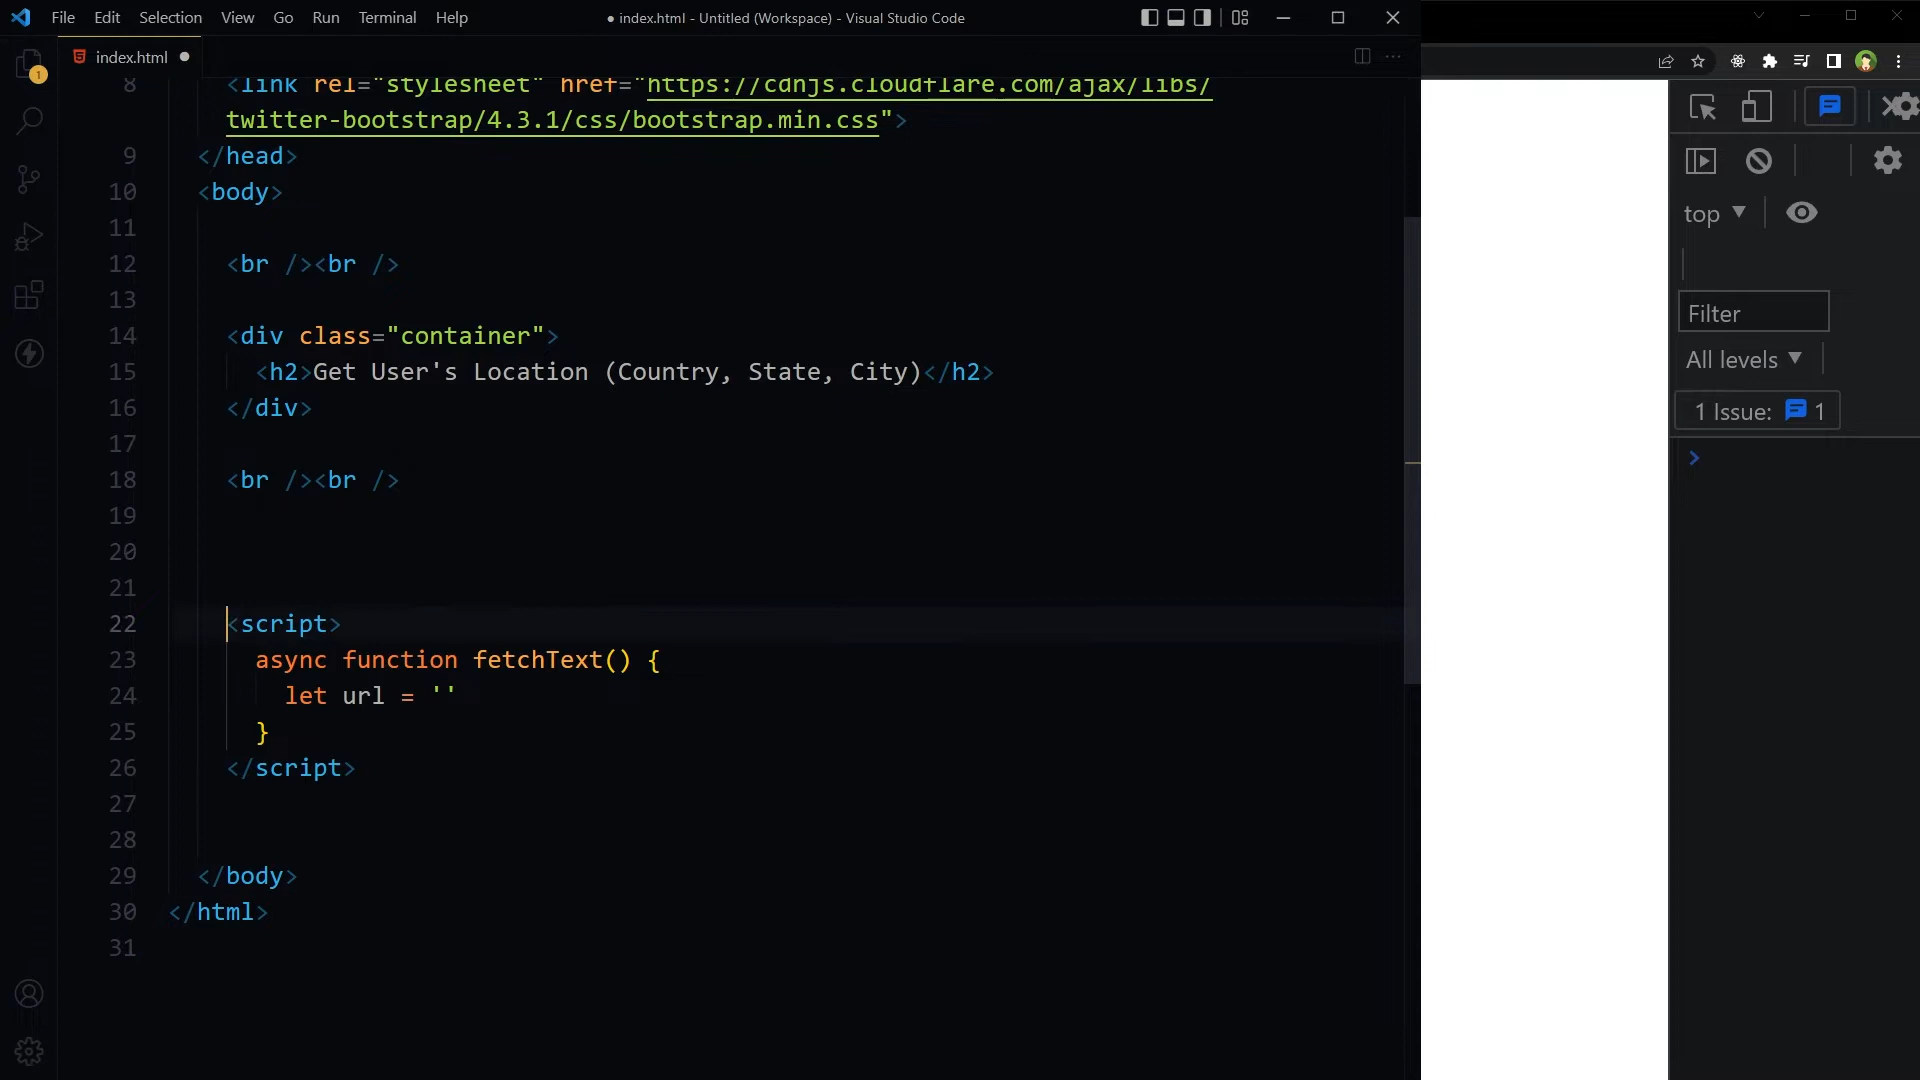 File Edit Selection View Go Run Terminal Help
● index.html - Untitled (Workspace) - Visual Studio Code
index.html ●
1
8 <link rel="stylesheet" href="https://cdnjs.cloudflare.com/ajax/libs/
twitter-bootstrap/4.3.1/css/bootstrap.min.css">
9 </head>
10 <body>
11
12 <br /><br />
13
14 <div class="container">
15 <h2>Get User's Location (Country, State, City)</h2>
16 </div>
17
18 <br /><br />
19
20
21
22 <script>
23 async function fetchText() {
24 let url = ''
25 }
26 </script>
27
28
29 </body>
30 </html>
31
top
Filter
All levels
1 Issue: 1